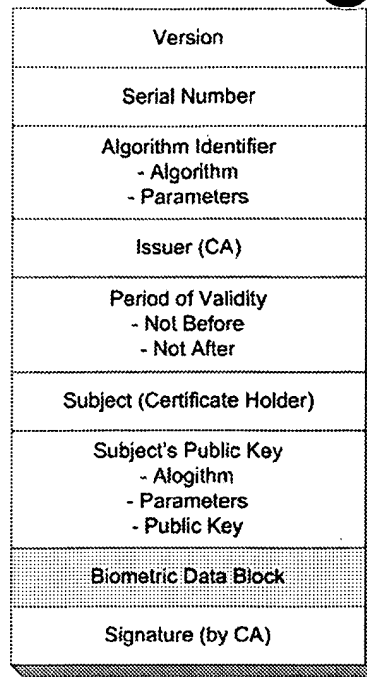 Version
Serial Number
Algorithm Identifier
- Algorithm
- Parameters
Issuer (CA)
Period of Validity
- Not Before
- Not After
Subject (Certificate Holder)
Subject's Public Key
- Alogithm
- Parameters
- Public Key
Biometric Data Block
Signature (by CA)